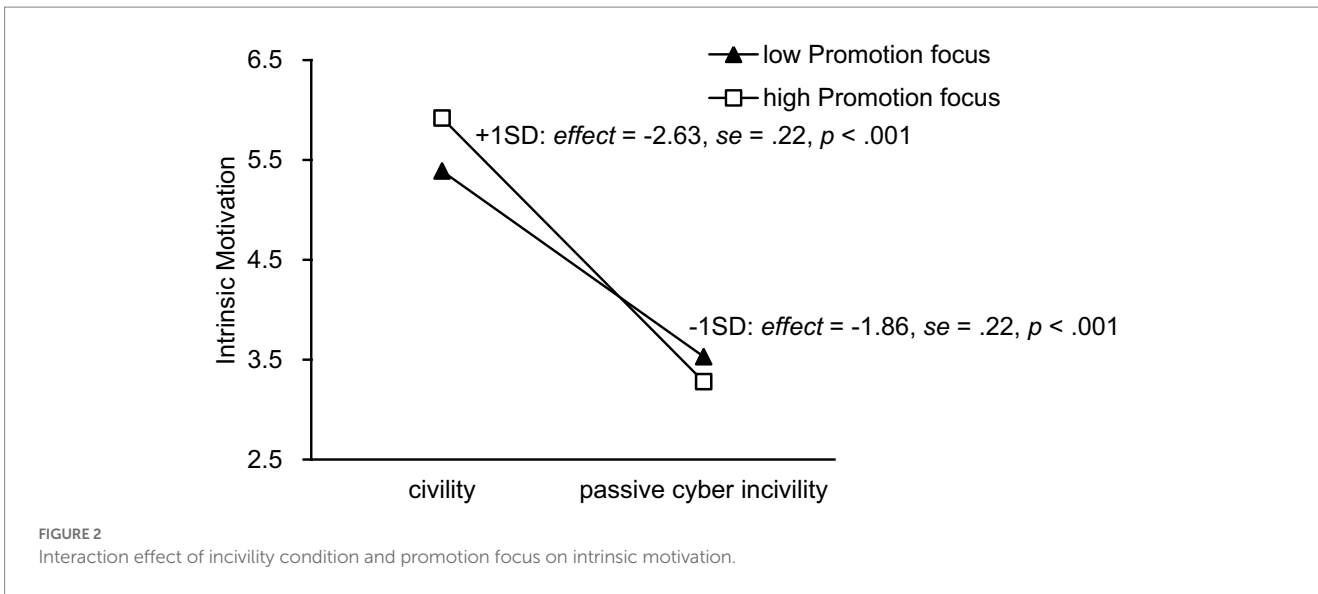 6.5
5.5
4.5
3.5
2.5
Intrinsic Motivation
low Promotion focus
high Promotion focus
+1SD: effect = -2.63, se = .22, p < .001
-1SD: effect = -1.86, se = .22, p < .001
civility
passive cyber incivility
FIGURE 2
Interaction effect of incivility condition and promotion focus on intrinsic motivation.